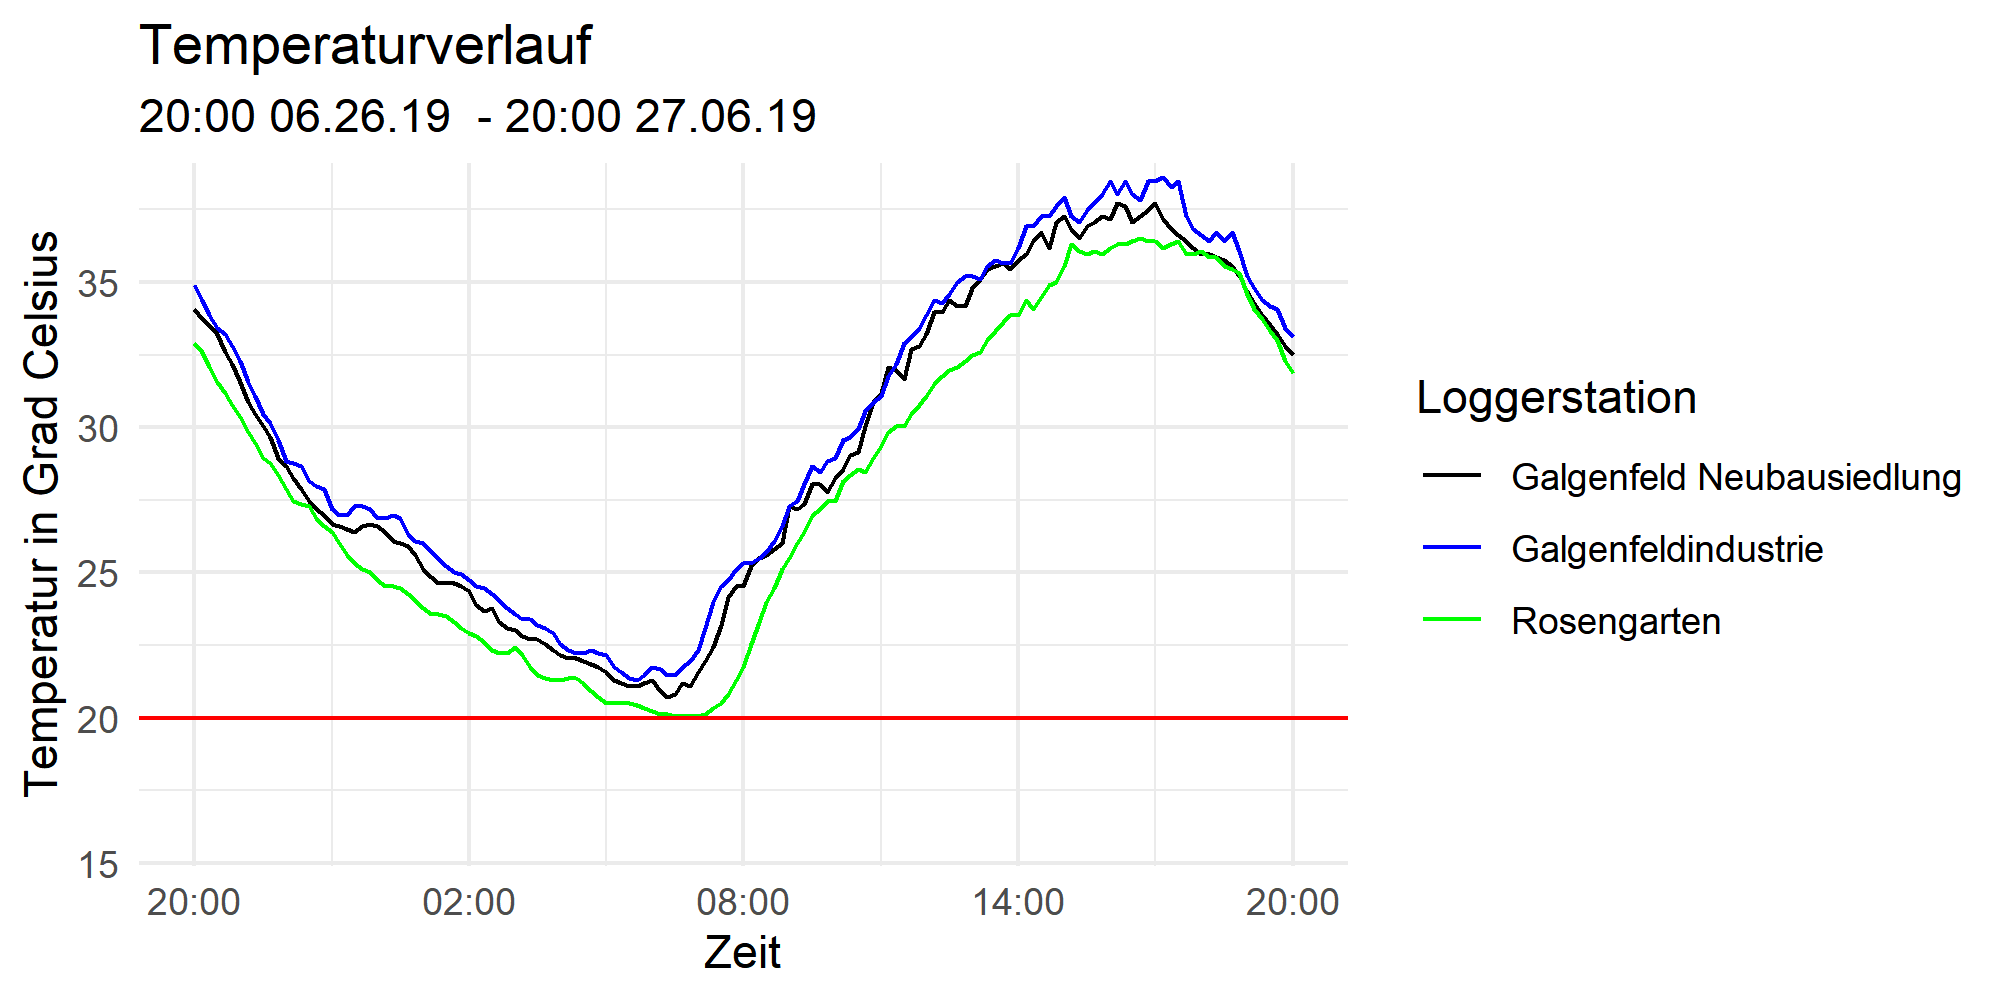 Temperaturverlauf
20:00 06.26.19  - 20:00 27.06.19
Temperatur in Grad Celsius
35
30
25
20
15
20:00 02:00 08:00 14:00 20:00
Zeit
Loggerstation
Galgenfeld Neubausiedlung
Galgenfeldindustrie
Rosengarten